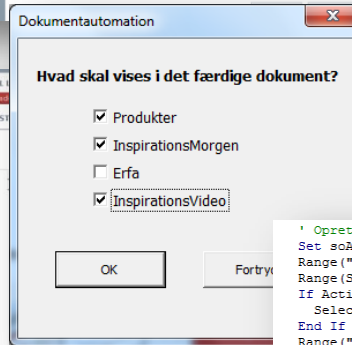 Dokumentautomation
Hvad skal vises i det færdige dokument?
Produkter
InspirationsMorgen
Erfa
InspirationsVideo
OK
Fortry
' Opret
Set soA
Range("
Range(S
If Acti
Selec
End If
Range("